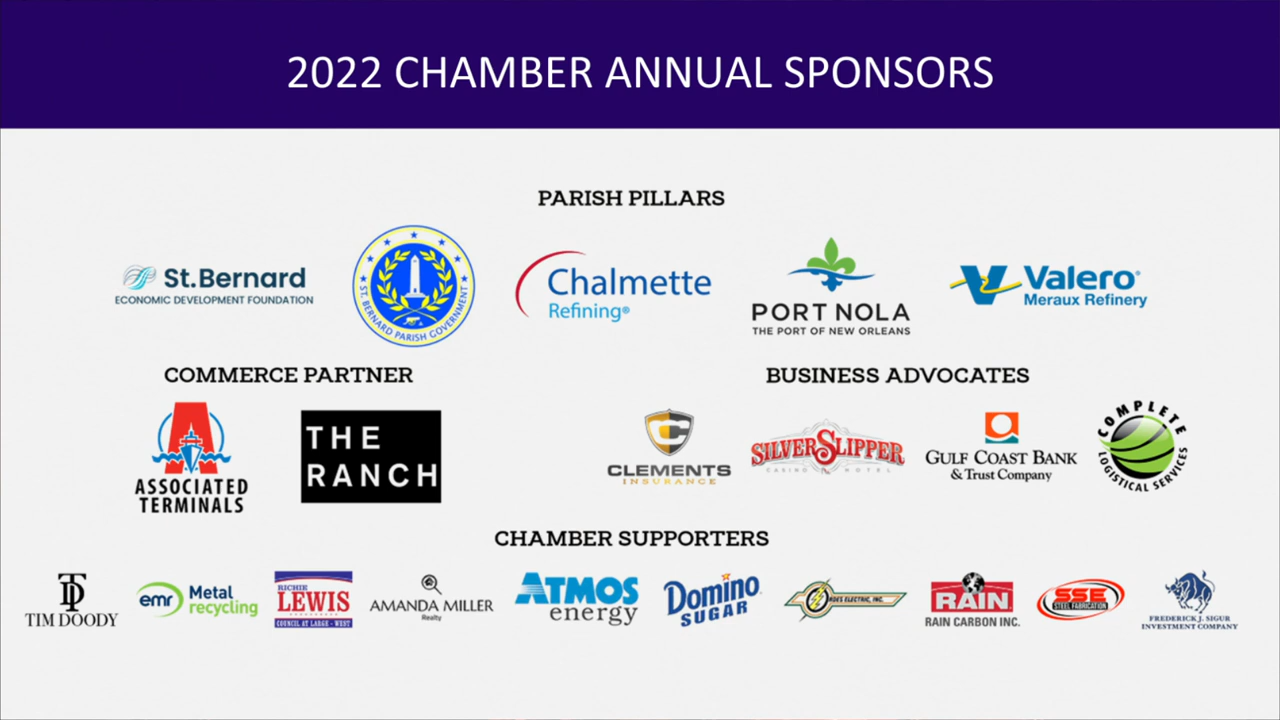 2022 CHAMBER ANNUAL SPONSORS
PARISH PILLARS
St.Bernard
ECONOMIC DEVELOPMENT FOUNDATION
ST. BERNARD PARISH GOVERNMENT
Chalmette
Refining®
PORT NOLA
THE PORT OF NEW ORLEANS
Valero®
Meraux Refinery
COMMERCE PARTNER
BUSINESS ADVOCATES
ASSOCIATED
TERMINALS
THE
RANCH
C
CLEMENTS
INSURANCE
SILVER SLIPPER
CASINO HOTEL
GULF COAST BANK
& Trust Company
COMPLETE
LOGISTICAL SERVICES
CHAMBER SUPPORTERS
TD
TIM DOODY
emr Metal
recycling
RICHIE
LEWIS
COUNCIL AT LARGE - WEST
AMANDA MILLER
Realty
ATMOS
energy
Domino
SUGAR
ELECTRIC, INC.
RAIN
RAIN CARBON INC.
SSE
STEEL FABRICATION
FREDERICK J. SIGUR
INVESTMENT COMPANY